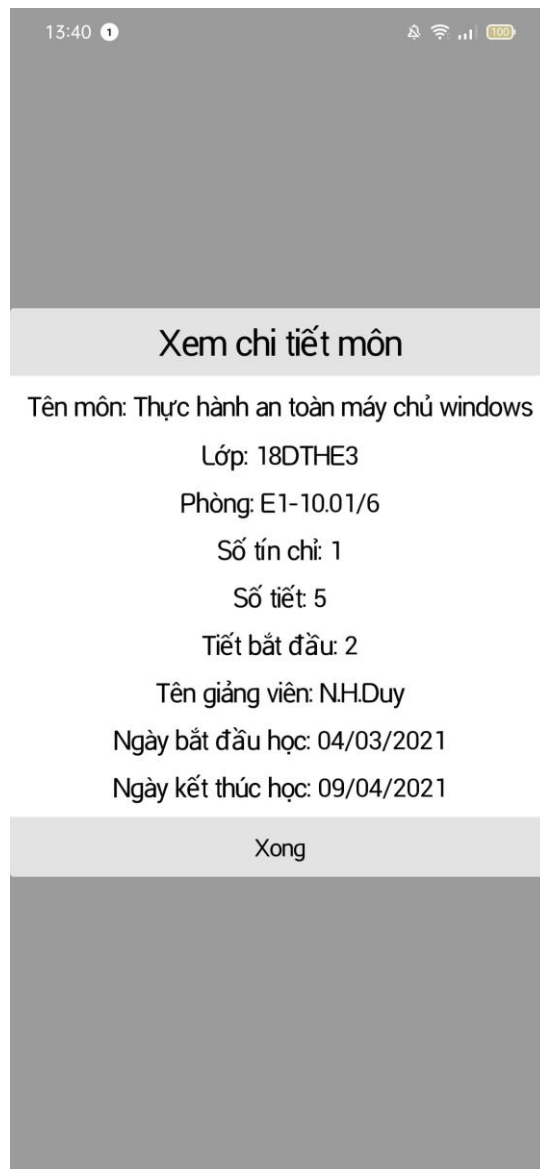 13:40 1 100
Xem chi tiết môn
Tên môn: Thực hành an toàn máy chủ windows
Lớp: 18DTHE3
Phòng: E1-10.01/6
Số tín chỉ: 1
Số tiết: 5
Tiết bắt đầu: 2
Tên giảng viên: N.H.Duy
Ngày bắt đầu học: 04/03/2021
Ngày kết thúc học: 09/04/2021
Xong